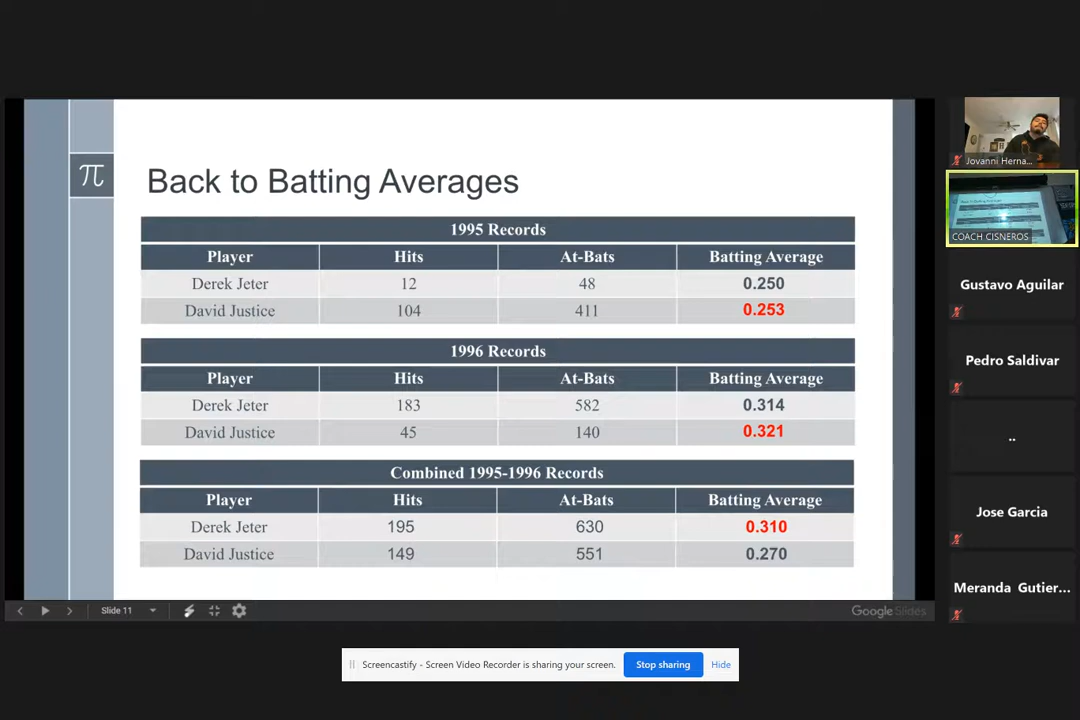 π
Back to Batting Averages
1995 Records
Player Hits At-Bats Batting Average
Derek Jeter 12 48 0.250
David Justice 104 411 0.253
1996 Records
Player Hits At-Bats Batting Average
Derek Jeter 183 582 0.314
David Justice 45 140 0.321
Combined 1995-1996 Records
Player Hits At-Bats Batting Average
Derek Jeter 195 630 0.310
David Justice 149 551 0.270
Slide 11
Google Slides
Screencastify - Screen Video Recorder is sharing your screen. Stop sharing Hide
Jovanni Herna...
COACH CISNEROS
Gustavo Aguilar
Pedro Saldivar
..
Jose Garcia
Meranda Gutier...